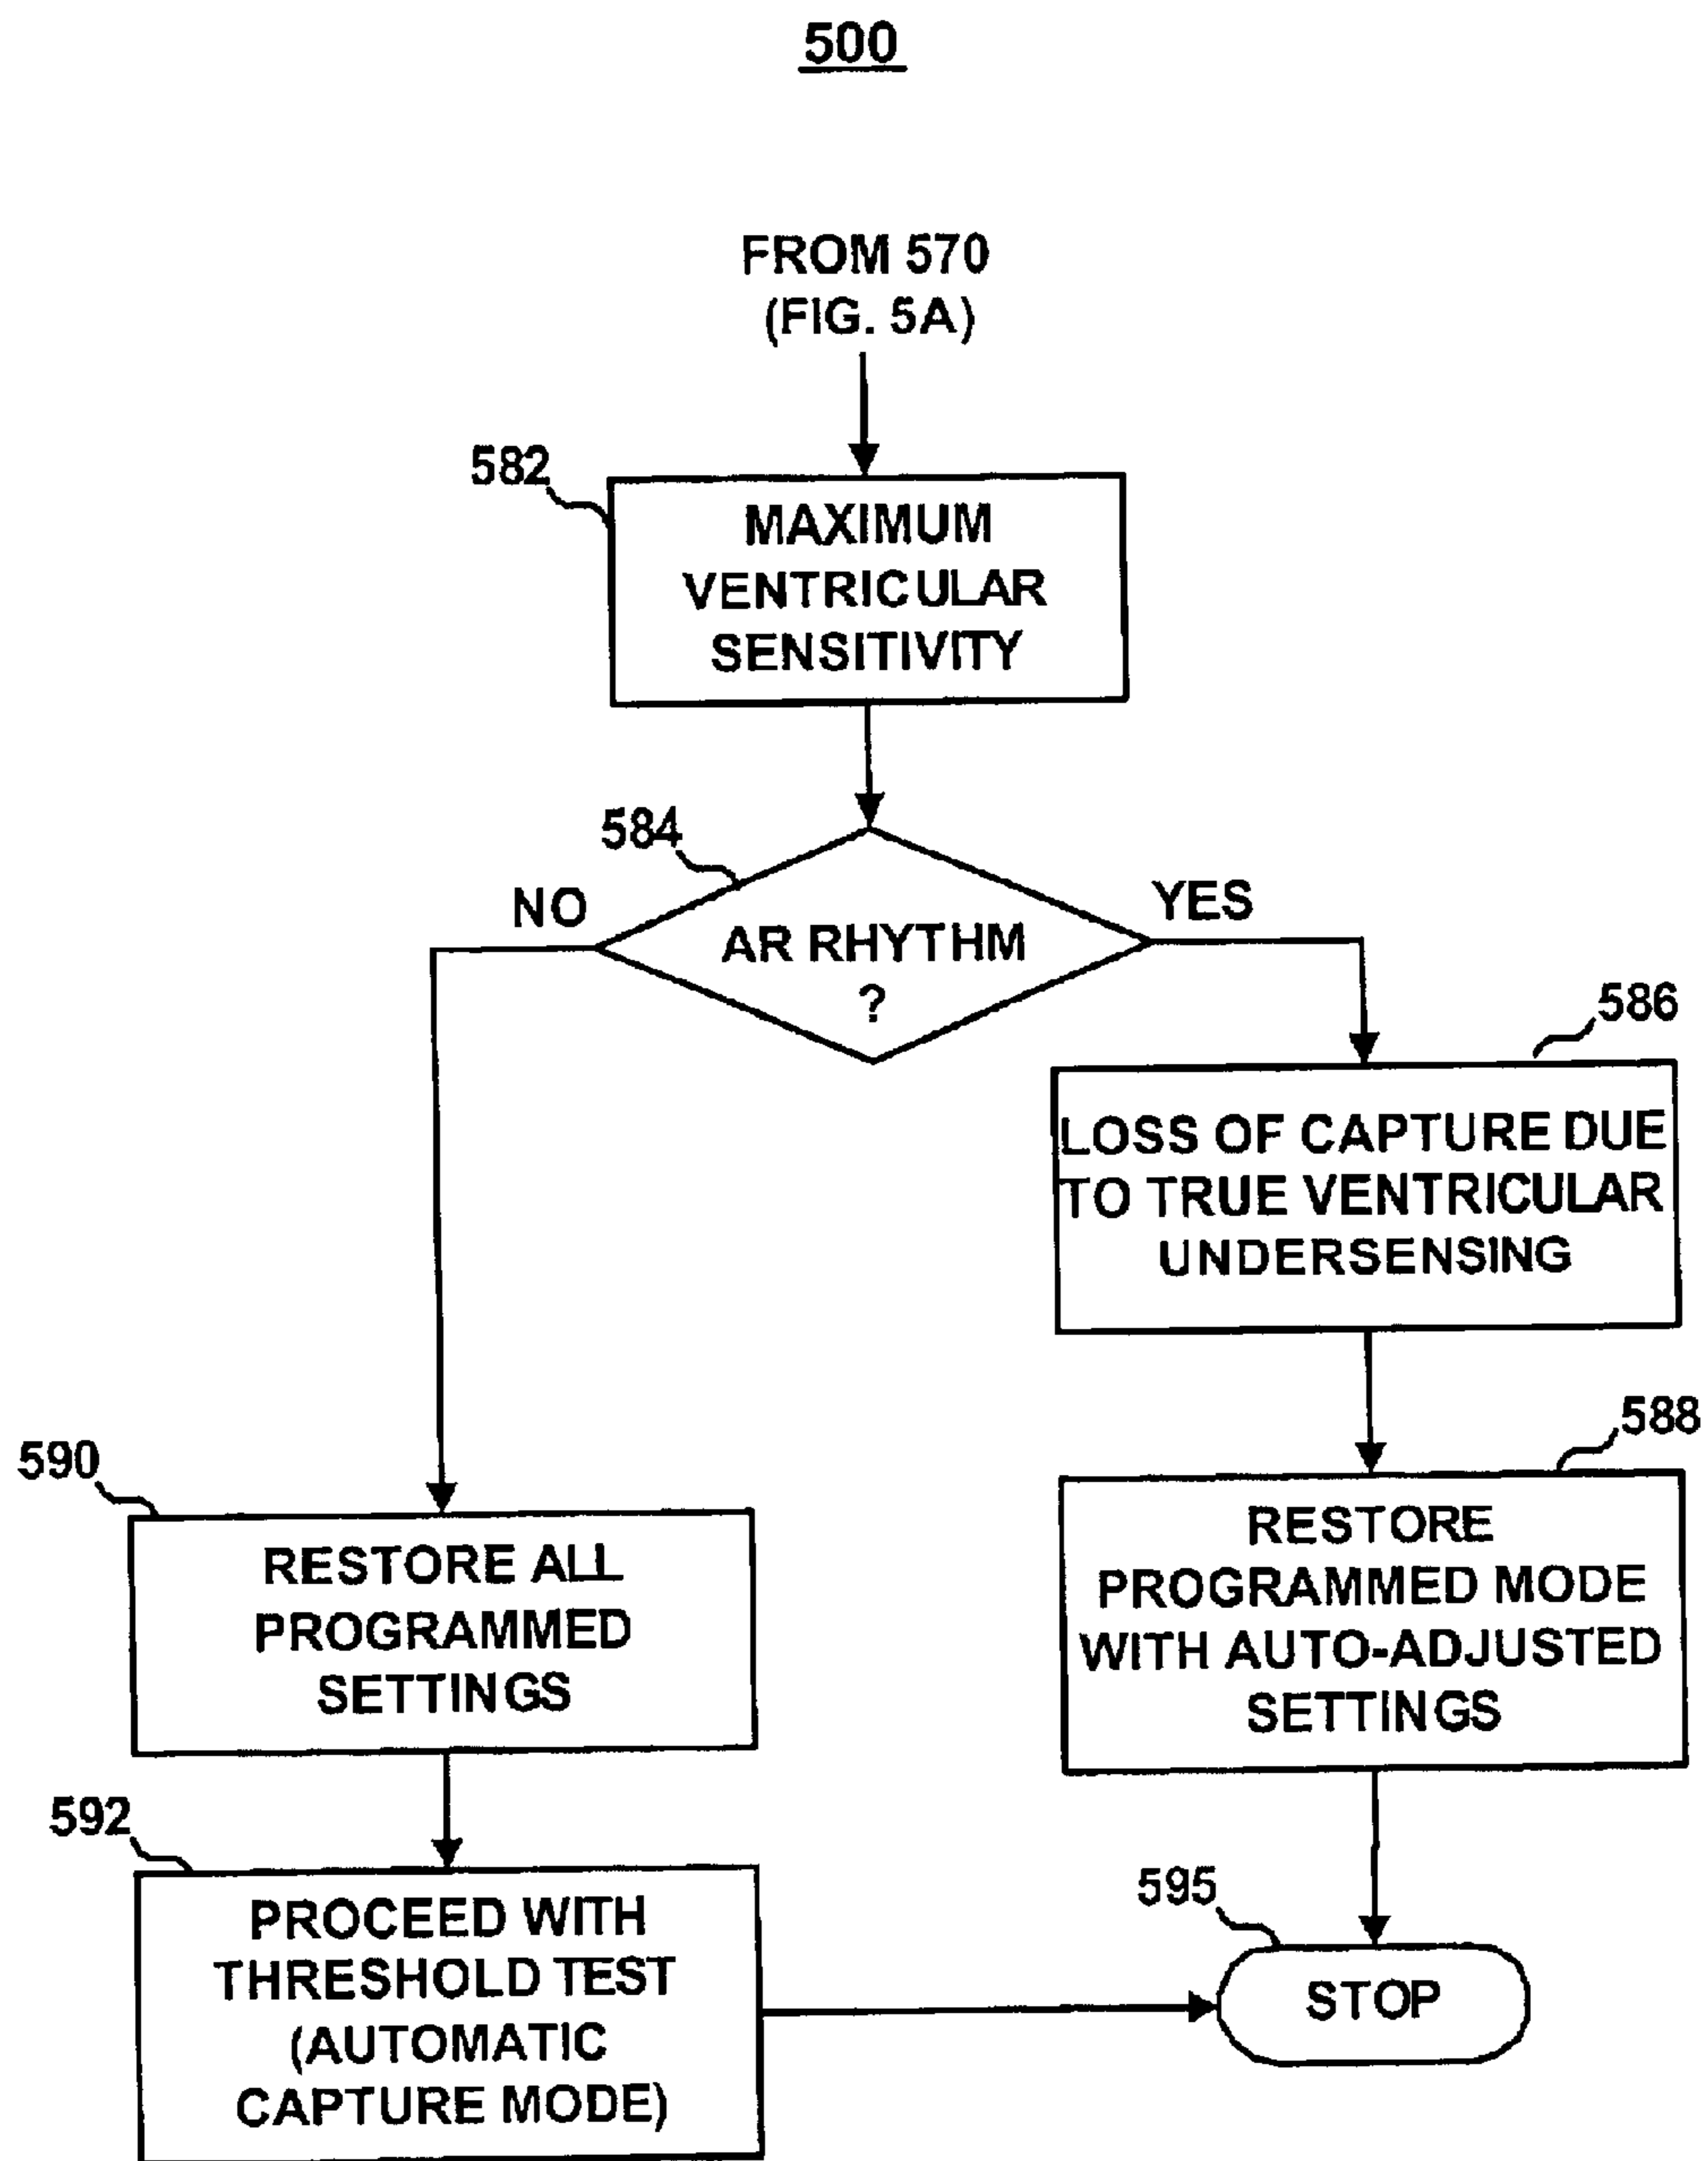 500
FROM 570
(FIG. 5A)
582
MAXIMUM
VENTRICULAR
SENSITIVITY
584
NO
YES
AR RHYTHM
?
586
LOSS OF CAPTURE DUE
TO TRUE VENTRICULAR
UNDERSENSING
588
RESTORE
PROGRAMMED MODE
WITH AUTO-ADJUSTED
SETTINGS
590
RESTORE ALL
PROGRAMMED
SETTINGS
592
PROCEED WITH
THRESHOLD TEST
(AUTOMATIC
CAPTURE MODE)
595
STOP